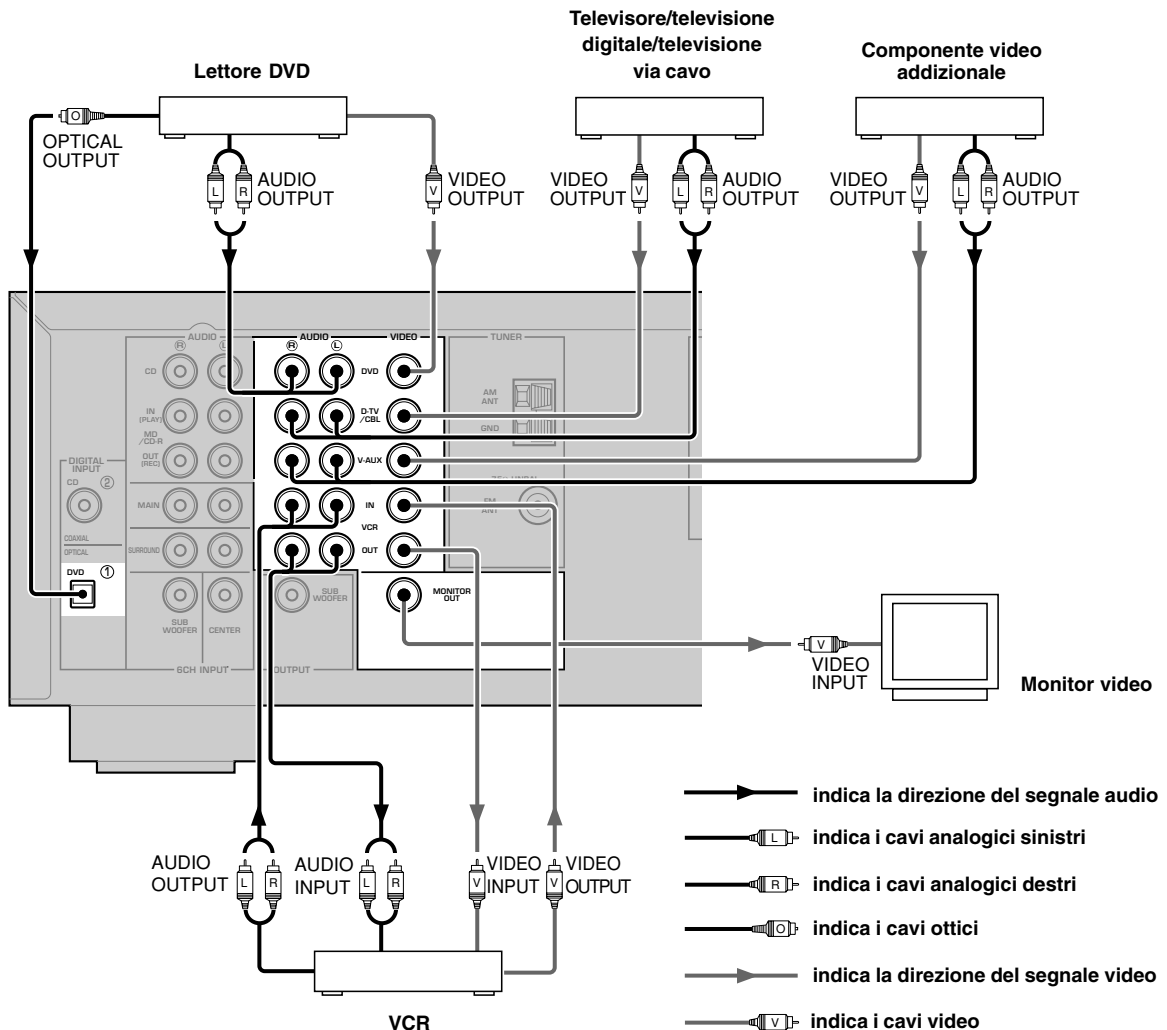 Televisore/televisione
digitale/televisione
via cavo
Componente video
addizionale
Lettore DVD
O
OPTICAL
OUTPUT
L R AUDIO
OUTPUT
V VIDEO
OUTPUT
VIDEO
OUTPUT V
L R AUDIO
OUTPUT
VIDEO
OUTPUT V
L R AUDIO
OUTPUT
AUDIO
R L
AUDIO
R L
VIDEO
TUNER
CD
DVD
IN
(PLAY)
MD
/CD-R
OUT
(REC)
D-TV
/CBL
AM
ANT
GND
V-AUX
75Ω UNBAL.
FM
ANT
DIGITAL
INPUT
CD ②
COAXIAL
OPTICAL
DVD ①
MAIN
IN
VCR
OUT
SURROUND
SUB
WOOFER
CENTER
6CH INPUT
SUB
WOOFER
OUTPUT
MONITOR
OUT
V
VIDEO
INPUT
Monitor video
AUDIO
OUTPUT L R
AUDIO
INPUT L R
V VIDEO
INPUT
V VIDEO
OUTPUT
VCR
indica la direzione del segnale audio
L indica i cavi analogici sinistri
R indica i cavi analogici destri
O indica i cavi ottici
indica la direzione del segnale video
V indica i cavi video